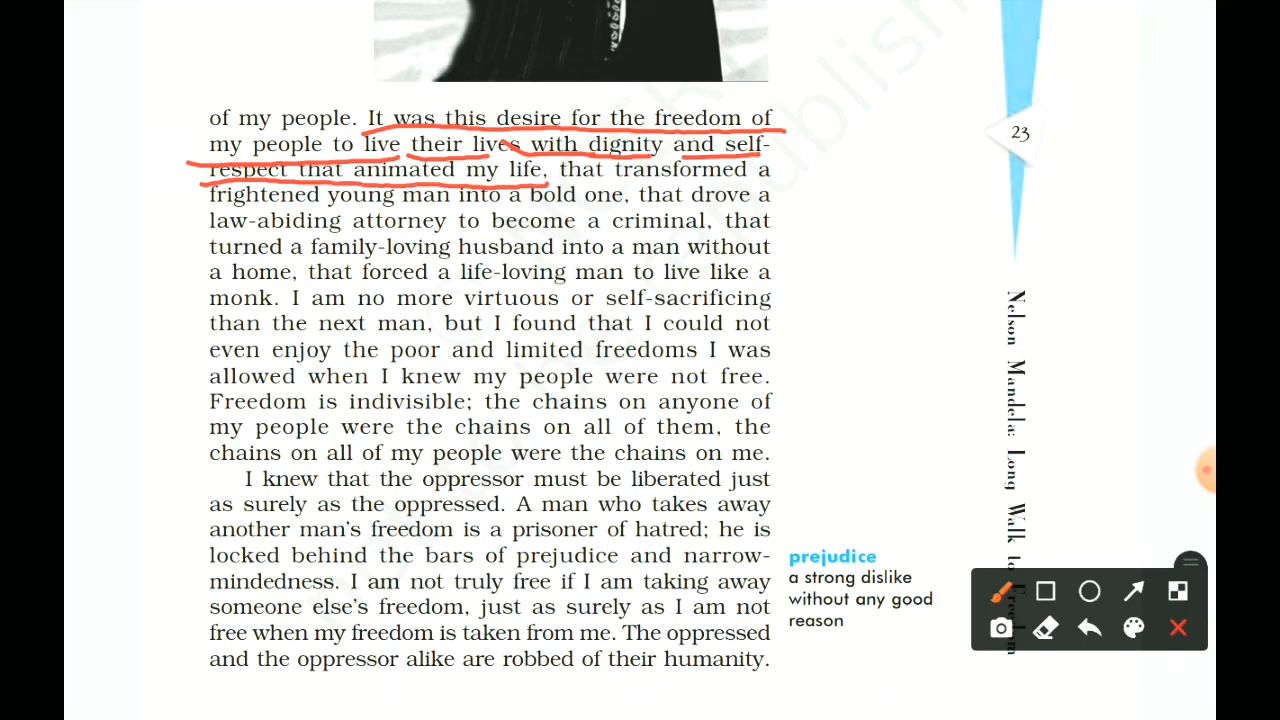 of my people. It was this desire for the freedom of
my people to live their lives with dignity and self-
respect that animated my life, that transformed a
frightened young man into a bold one, that drove a
law-abiding attorney to become a criminal, that
turned a family-loving husband into a man without
a home, that forced a life-loving man to live like a
monk. I am no more virtuous or self-sacrificing
than the next man, but I found that I could not
even enjoy the poor and limited freedoms I was
allowed when I knew my people were not free.
Freedom is indivisible; the chains on anyone of
my people were the chains on all of them, the
chains on all of my people were the chains on me.
I knew that the oppressor must be liberated just
as surely as the oppressed. A man who takes away
another man's freedom is a prisoner of hatred; he is
locked behind the bars of prejudice and narrow-
mindedness. I am not truly free if I am taking away
someone else's freedom, just as surely as I am not
free when my freedom is taken from me. The oppressed
and the oppressor alike are robbed of their humanity.
prejudice
a strong dislike
without any good
reason
23
Nelson Mandela: Long Walk to Freedom